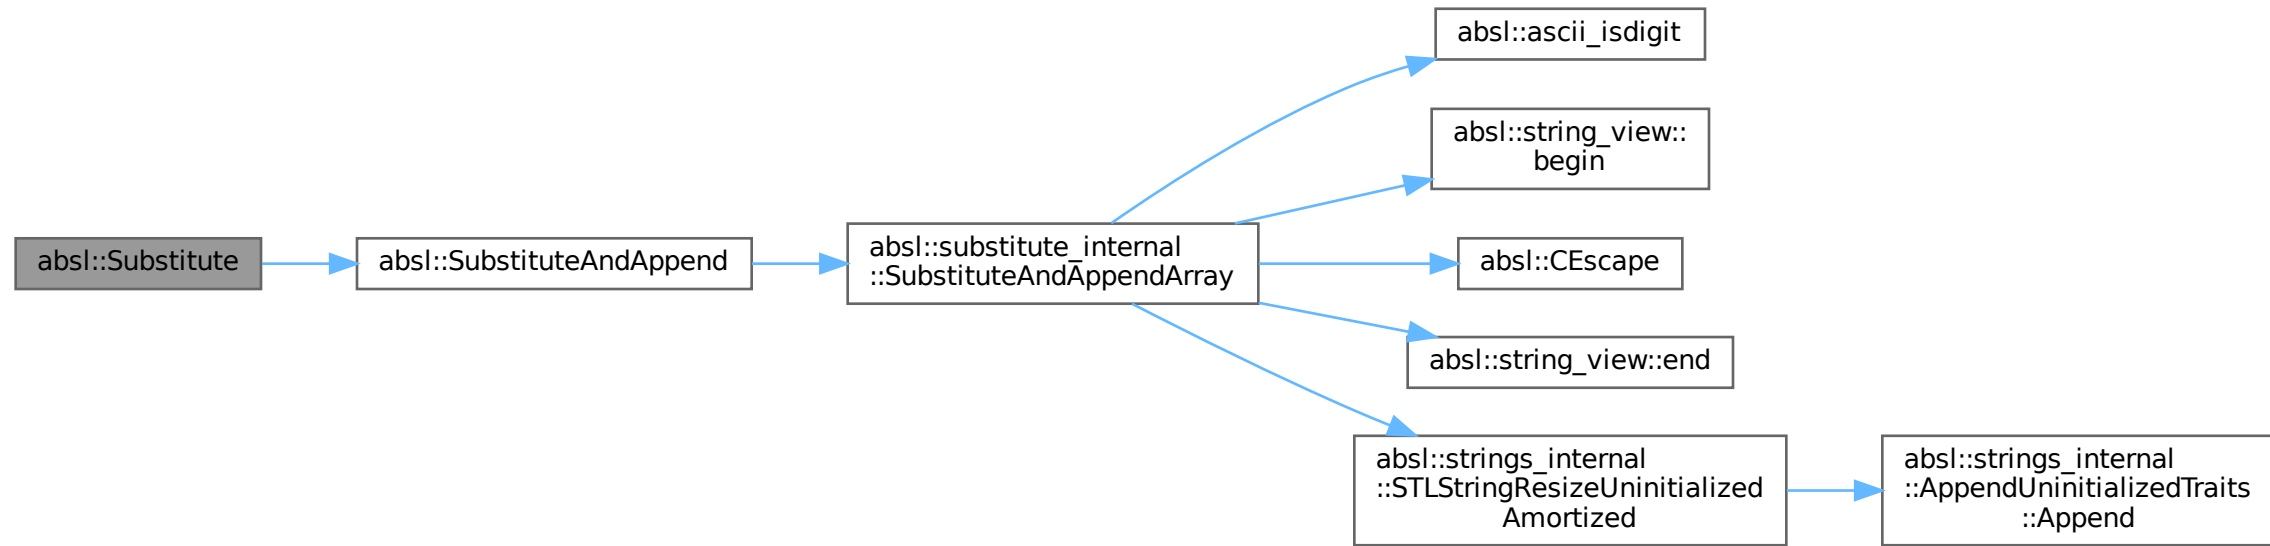 absl::Substitute
absl::SubstituteAndAppend
absl::substitute_internal
::SubstituteAndAppendArray
absl::ascii_isdigit
absl::string_view::
begin
absl::CEscape
absl::string_view::end
absl::strings_internal
::STLStringResizeUninitialized
Amortized
absl::strings_internal
::AppendUninitializedTraits
::Append